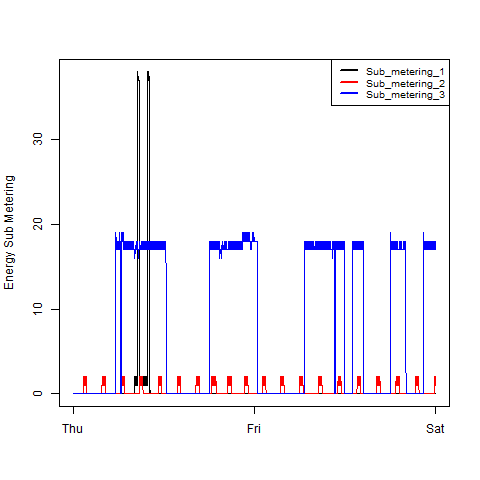 Sub_metering_1
Sub_metering_2
Sub_metering_3
Energy Sub Metering
30
20
10
0
Thu Fri Sat